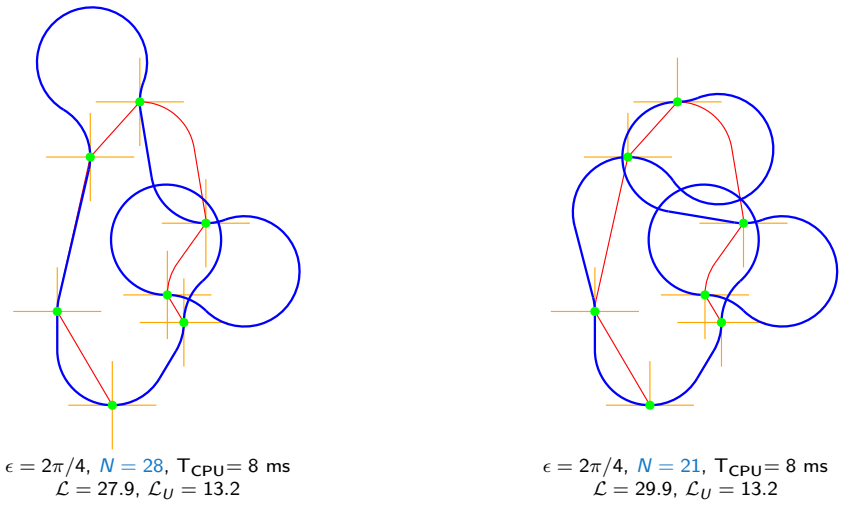 ϵ = 2π/4, N = 28, T_CPU = 8 ms
ℒ = 27.9, ℒ_U = 13.2
ϵ = 2π/4, N = 21, T_CPU = 8 ms
ℒ = 29.9, ℒ_U = 13.2